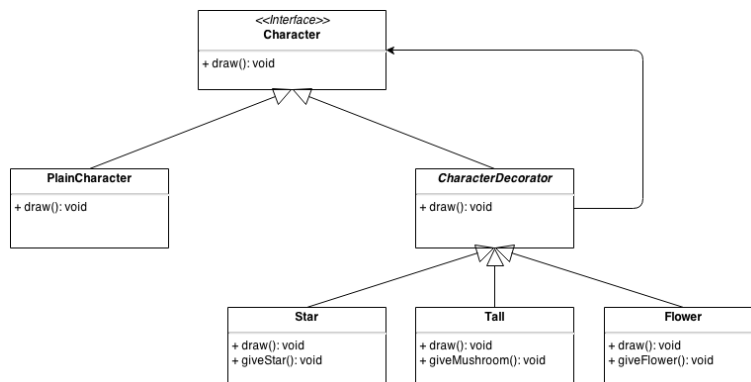 <<Interface>>
Character
+ draw(): void
PlainCharacter
+ draw(): void
CharacterDecorator
+ draw(): void
Star
+ draw(): void
+ giveStar(): void
Tall
+ draw(): void
+ giveMushroom(): void
Flower
+ draw(): void
+ giveFlower(): void